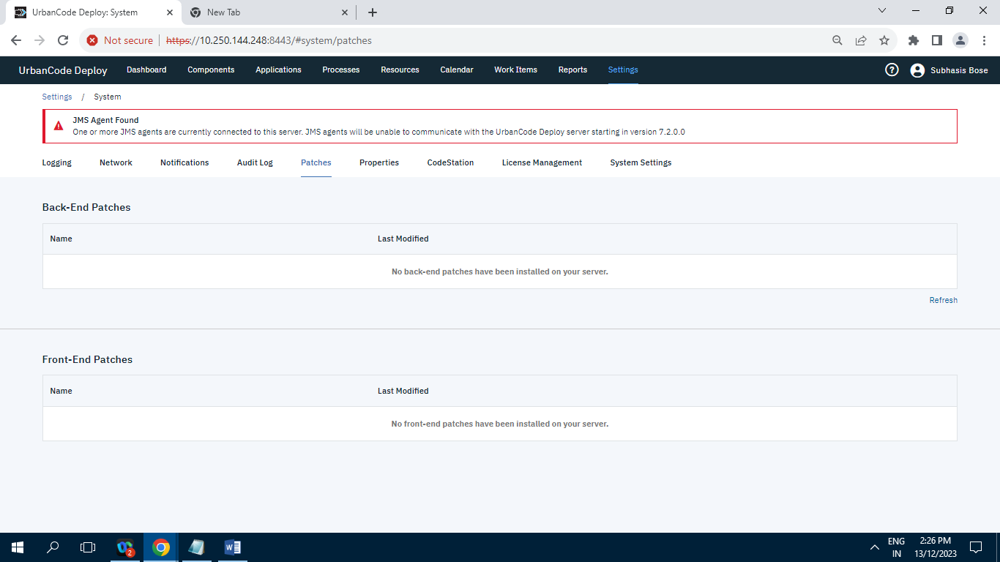 UrbanCode Deploy: System
New Tab
Not secure https://10.250.144.248:8443/#system/patches
UrbanCode Deploy Dashboard Components Applications Processes Resources Calendar Work Items Reports Settings Subhasis Bose
Settings / System
JMS Agent Found
One or more JMS agents are currently connected to this server. JMS agents will be unable to communicate with the UrbanCode Deploy server starting in version 7.2.0.0
Logging Network Notifications Audit Log Patches Properties CodeStation License Management System Settings
Back-End Patches
Name Last Modified
No back-end patches have been installed on your server.
Refresh
Front-End Patches
Name Last Modified
No front-end patches have been installed on your server.
2
ENG
IN
2:26 PM
13/12/2023